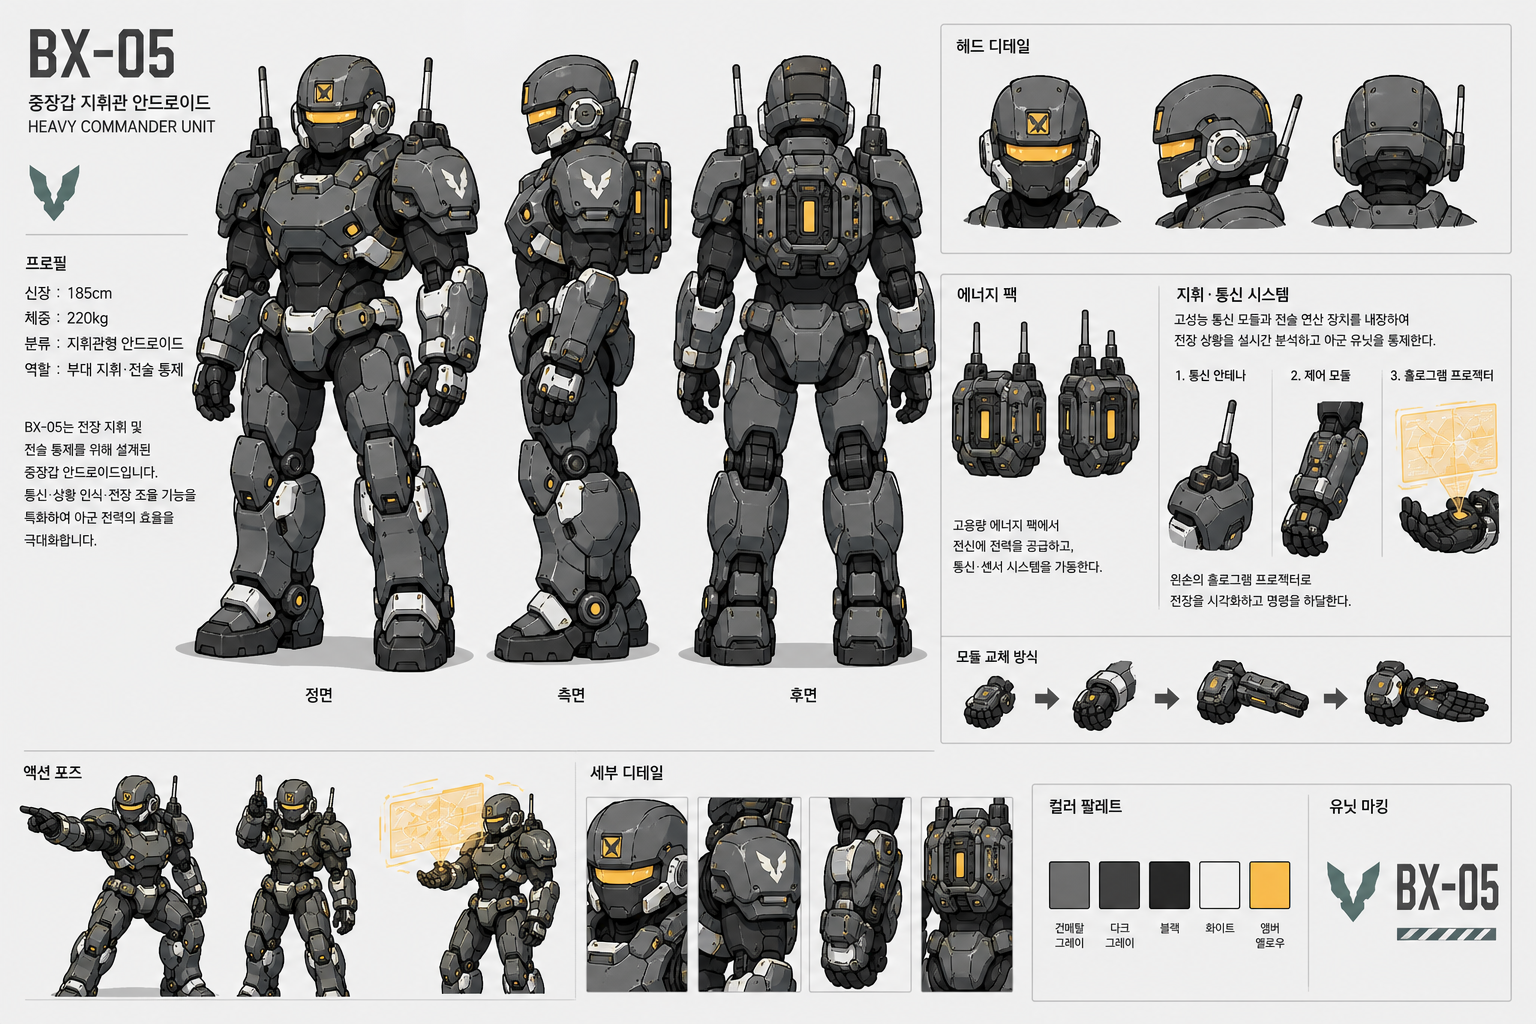 BX-05
중장갑 지휘관 안드로이드
HEAVY COMMANDER UNIT
프로필
신장 : 185cm
체중 : 220kg
분류 : 지휘관형 안드로이드
역할 : 부대 지휘·전술 통제
BX-05는 전장 지휘 및
전술 통제를 위해 설계된
중장갑 안드로이드입니다.
통신·상황 인식·전장 조율 기능을
특화하여 아군 전력의 효율을
극대화합니다.
정면
측면
후면
헤드 디테일
에너지 팩
고용량 에너지 팩에서
전신에 전력을 공급하고,
통신·센서 시스템을 가동한다.
지휘·통신 시스템
고성능 통신 모듈과 전술 연산 장치를 내장하여
전장 상황을 실시간 분석하고 아군 유닛을 통제한다.
1. 통신 안테나
2. 제어 모듈
3. 홀로그램 프로젝터
왼손의 홀로그램 프로젝터로
전장을 시각화하고 명령을 하달한다.
모듈 교체 방식
액션 포즈
세부 디테일
컬러 팔레트
건메탈
그레이
다크
그레이
블랙
화이트
앰버
옐로우
유닛 마킹
BX-05